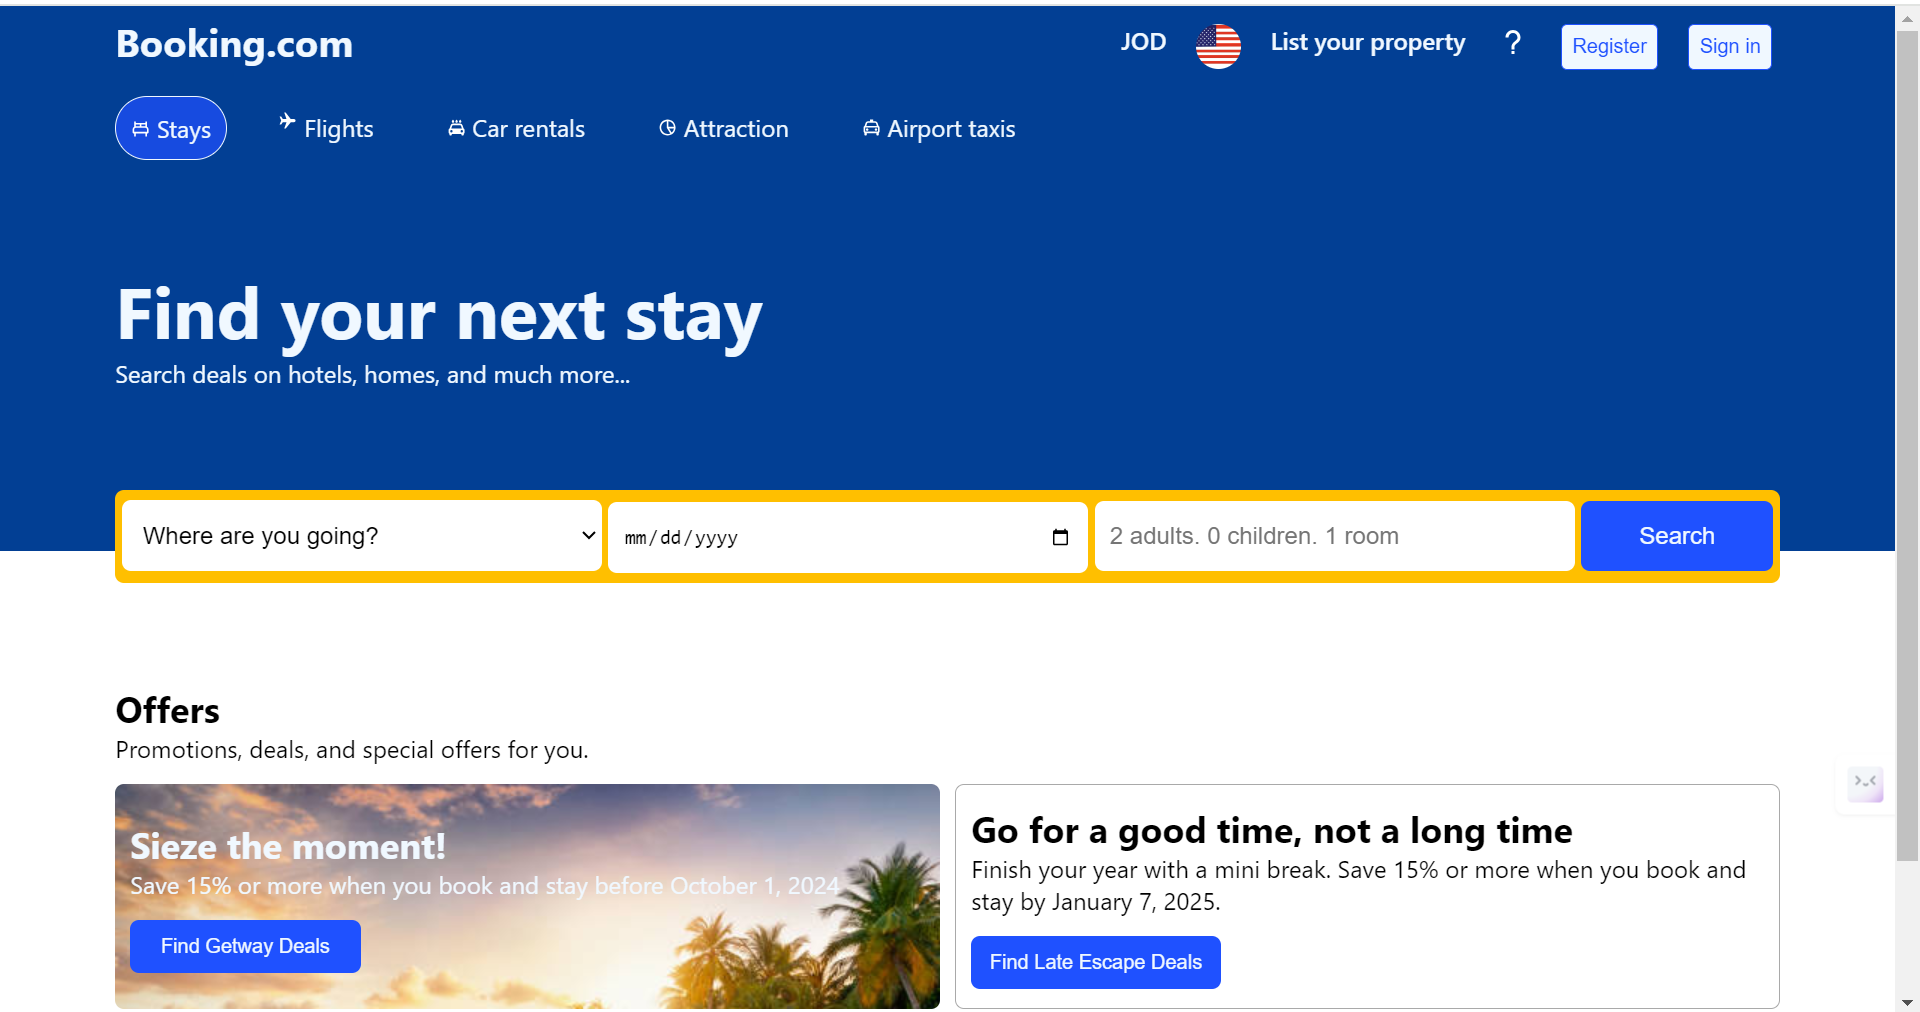 Booking.com
JOD
List your property
?
Register
Sign in
Stays
Flights
Car rentals
Attraction
Airport taxis
Find your next stay
Search deals on hotels, homes, and much more...
Where are you going?
mm/dd/yyyy
2 adults. 0 children. 1 room
Search
Offers
Promotions, deals, and special offers for you.
Sieze the moment!
Save 15% or more when you book and stay before October 1, 2024
Find Getway Deals
Go for a good time, not a long time
Finish your year with a mini break. Save 15% or more when you book and
stay by January 7, 2025.
Find Late Escape Deals